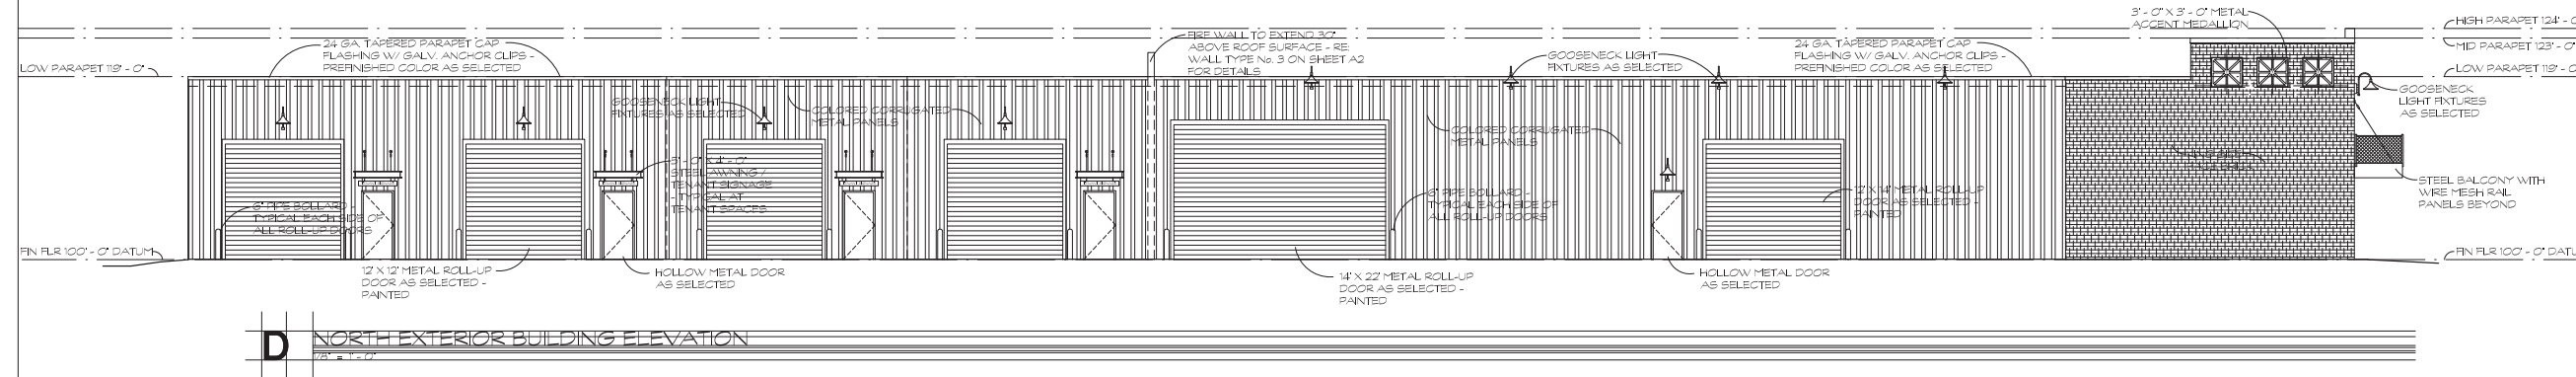 3' - 0" X 3' - 0" METAL
ACCENT MEDALLION
HIGH PARAPET 124' - 0
MID PARAPET 123' - 0"
LOW PARAPET 119' - 0
LOW PARAPET 119' - 0"
24 GA. TAPERED PARAPET CAP
FLASHING W/ GALV. ANCHOR CLIPS -
PREFINISHED COLOR AS SELECTED
FIRE WALL TO EXTEND 30"
ABOVE ROOF SURFACE - RE:
WALL TYPE No. 3 ON SHEET A2
FOR DETAILS
GOOSENECK LIGHT
FIXTURES AS SELECTED
24 GA. TAPERED PARAPET CAP
FLASHING W/ GALV. ANCHOR CLIPS -
PREFINISHED COLOR AS SELECTED
GOOSENECK
LIGHT FIXTURES
AS SELECTED
GOOSENECK LIGHT
FIXTURES AS SELECTED
COLORED CORRUGATED
METAL PANELS
COLORED CORRUGATED
METAL PANELS
5' - 0" X 4' - 0"
STEEL AWNING /
TENANT SIGNAGE
- TYPICAL AT
TENANT SPACES
6" PIPE BOLLARD -
TYPICAL EACH SIDE OF
ALL ROLL-UP DOORS
6" PIPE BOLLARD -
TYPICAL EACH SIDE OF
ALL ROLL-UP DOORS
12' X 14' METAL ROLL-UP
DOOR AS SELECTED -
PAINTED
STEEL BALCONY WITH
WIRE MESH RAIL
PANELS BEYOND
FIN FLR 100' - 0" DATUM
FIN FLR 100' - 0" DATU
12' X 12' METAL ROLL-UP
DOOR AS SELECTED -
PAINTED
HOLLOW METAL DOOR
AS SELECTED
14' X 22' METAL ROLL-UP
DOOR AS SELECTED -
PAINTED
HOLLOW METAL DOOR
AS SELECTED
D NORTH EXTERIOR BUILDING ELEVATION
1/8" = 1' - 0"